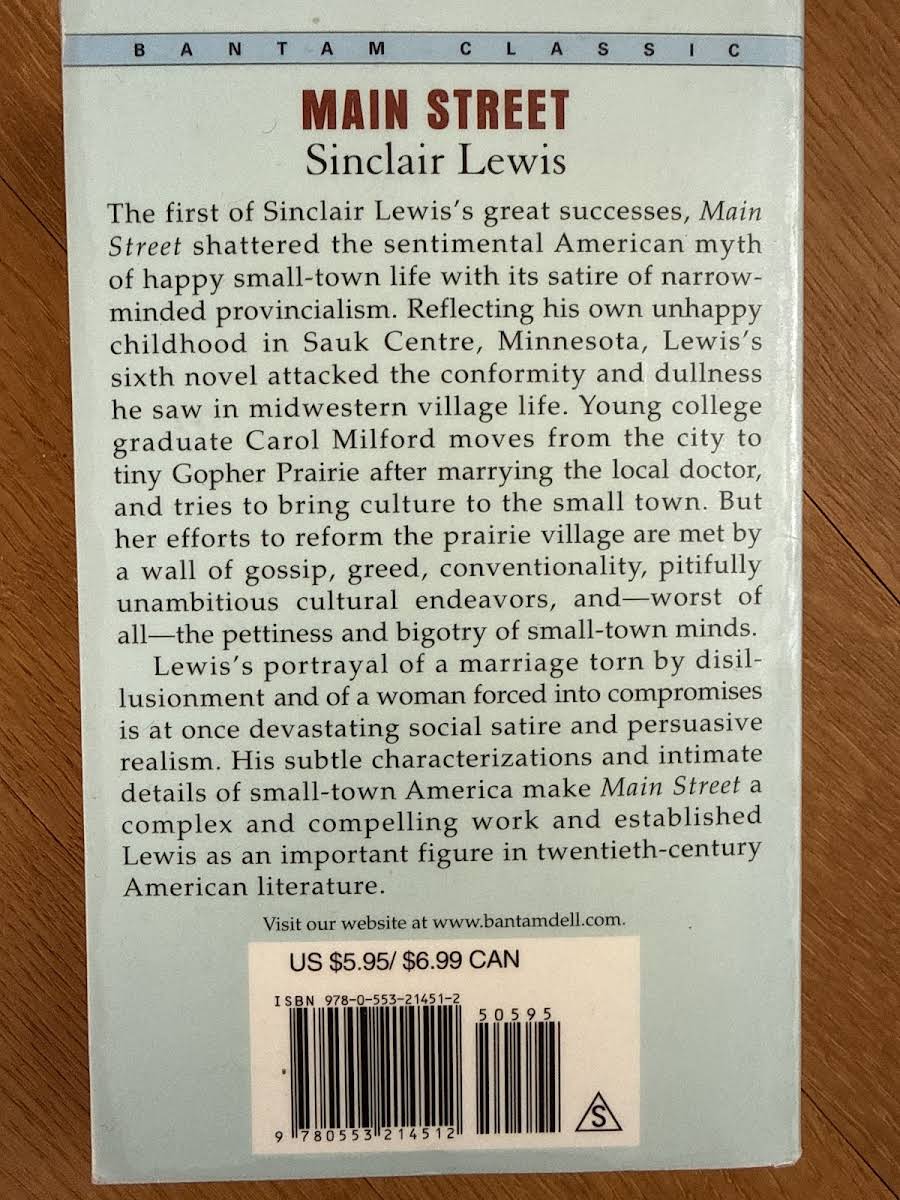 BANTAM CLASSIC
MAIN STREET
Sinclair Lewis
The first of Sinclair Lewis's great successes, Main
Street shattered the sentimental American myth
of happy small-town life with its satire of narrow-
minded provincialism. Reflecting his own unhappy
childhood in Sauk Centre, Minnesota, Lewis's
sixth novel attacked the conformity and dullness
he saw in midwestern village life. Young college
graduate Carol Milford moves from the city to
tiny Gopher Prairie after marrying the local doctor,
and tries to bring culture to the small town. But
her efforts to reform the prairie village are met by
a wall of gossip, greed, conventionality, pitifully
unambitious cultural endeavors, and—worst of
all—the pettiness and bigotry of small-town minds.
Lewis's portrayal of a marriage torn by disil-
lusionment and of a woman forced into compromises
is at once devastating social satire and persuasive
realism. His subtle characterizations and intimate
details of small-town America make Main Street a
complex and compelling work and established
Lewis as an important figure in twentieth-century
American literature.
Visit our website at www.bantamdell.com.
US $5.95/ $6.99 CAN
ISBN 978-0-553-21451-2
50595
9 780553 214512
S